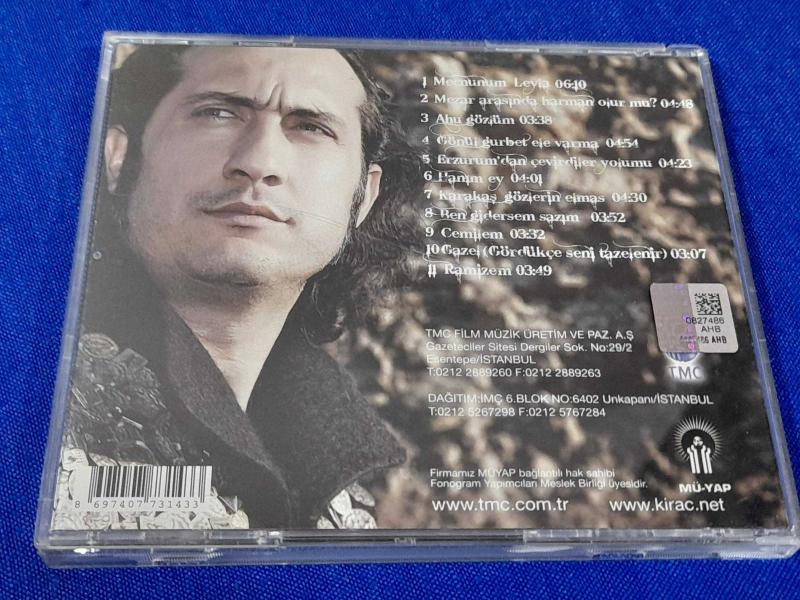 1 Mecnunum Leyla 06:10
2 Mezar arasında harman olur mu? 04:48
3 Ahu gözlüm 03:38
4 Gönül gurbet ele varma 04:54
5 Erzurum'dan çevirdiler yolumu 04:23
6 Hanım ey 04:01
7 Karakaş gözlerin elmas 04:30
8 Ben gidersem sazım 03:52
9 Cemilem 03:32
10 Gazel (Gördükçe seni tazelenir) 03:07
11 Ramizem 03:49
0827486
AHB
486 AHB
TMC FİLM MÜZİK ÜRETİM VE PAZ. A.Ş
Gazeteciler Sitesi Dergiler Sok. No:29/2
Esentepe/İSTANBUL
T:0212 2889260 F:0212 2889263
TMC
DAĞITIM:İMÇ 6.BLOK NO:6402 Unkapanı/İSTANBUL
T:0212 5267298 F:0212 5767284
Firmamız MÜYAP bağlantılı hak sahibi
Fonogram Yapımcıları Meslek Birliği üyesidir.
MÜ-YAP
www.tmc.com.tr www.kirac.net
8 697407 731433